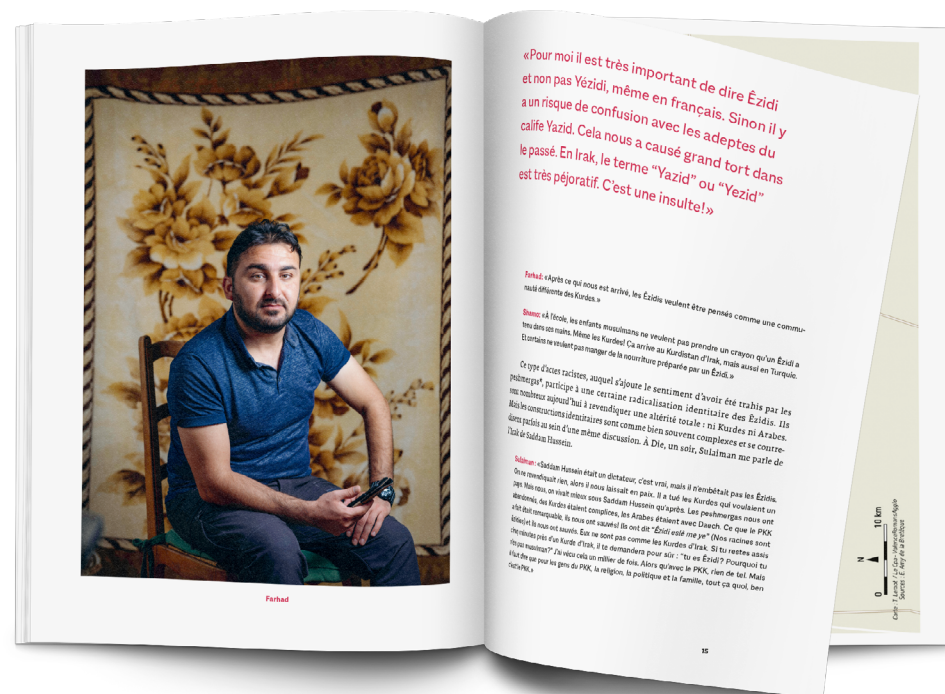 Farhad
«Pour moi il est très important de dire Êzidi
et non pas Yézidi, même en français. Sinon il y
a un risque de confusion avec les adeptes du
calife Yazid. Cela nous a causé grand tort dans
le passé. En Irak, le terme “Yazid” ou “Yezid”
est très péjoratif. C’est une insulte!»
Farhad: «Après ce qui nous est arrivé, les Êzidis veulent être pensés comme une commu-
nauté différente des Kurdes.»
Shemo: «À l’école, les enfants musulmans ne veulent pas prendre un crayon qu’un Êzidi a
tenu dans ses mains. Même les Kurdes! Ça arrive au Kurdistan d’Irak, mais aussi en Turquie.
Et certains ne veulent pas manger de la nourriture préparée par un Êzidi.»
Ce type d’actes racistes, auquel s’ajoute le sentiment d’avoir été trahis par les
peshmergas*, participe à une certaine radicalisation identitaire des Êzidis. Ils
sont nombreux aujourd’hui à revendiquer une altérité totale : ni Kurdes ni Arabes.
Mais les constructions identitaires sont comme bien souvent complexes et se contre-
disent parfois au sein d’une même discussion. À Die, un soir, Sulaiman me parle de
l’Irak de Saddam Hussein.
Sulaiman: «Saddam Hussein était un dictateur, c’est vrai, mais il n’embêtait pas les Êzidis.
On ne revendiquait rien, alors il nous laissait en paix. Il a tué les Kurdes qui voulaient un
pays. Mais nous, on vivait mieux sous Saddam Hussein qu’après. Les peshmergas nous ont
abandonnés, des Kurdes étaient complices, les Arabes étaient avec Daech. Ce que le PKK
a fait était remarquable, ils nous ont sauvés! Ils ont dit “Êzidî eslê me ye” (Nos racines sont
êzidies) et ils nous ont sauvés. Eux ne sont pas comme les Kurdes d’Irak. Si tu restes assis
cinq minutes près d’un Kurde d’Irak, il te demandera pour sûr : “tu es Êzidi? Pourquoi tu
n’es pas musulman?” J’ai vécu cela un millier de fois. Alors qu’avec le PKK, rien de tel. Mais
il faut dire que pour les gens du PKK, la religion, la politique et la famille, tout ça quoi, ben
c’est le PKK.»
15
N
0 10 km
Sources : E. Amy de la Bretèque